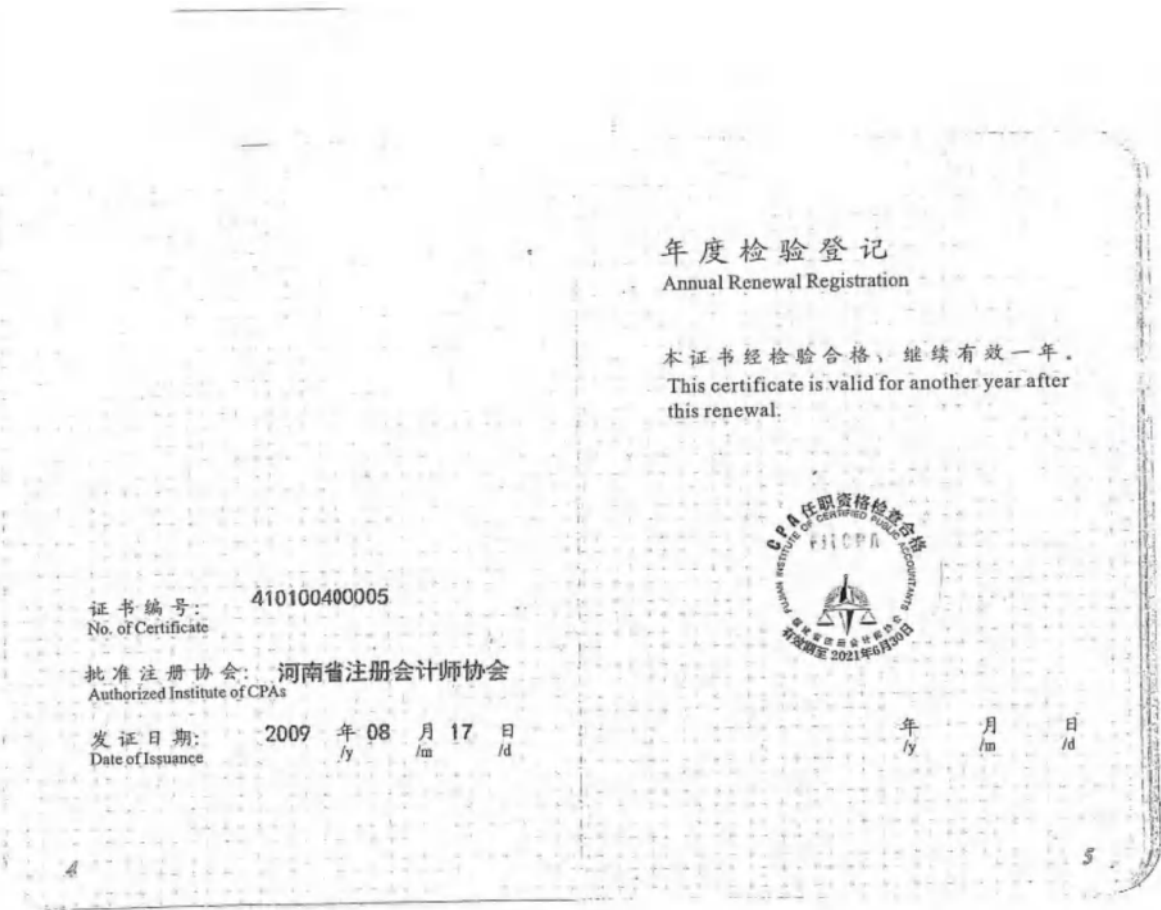 证书编号: 410100400005
No. of Certificate
批准注册协会: 河南省注册会计师协会
Authorized Institute of CPAs
发证日期: 2009 年 08 月 17 日
Date of Issuance /y /m /d
4
年度检验登记
Annual Renewal Registration
本证书经检验合格、继续有效一年。
This certificate is valid for another year after
this renewal.
CPA任职资格检查合格
INSTITUTE OF CERTIFIED PUBLIC ACCOUNTANTS
有效期至 2021年6月30日
年 月 日
/y /m /d
5